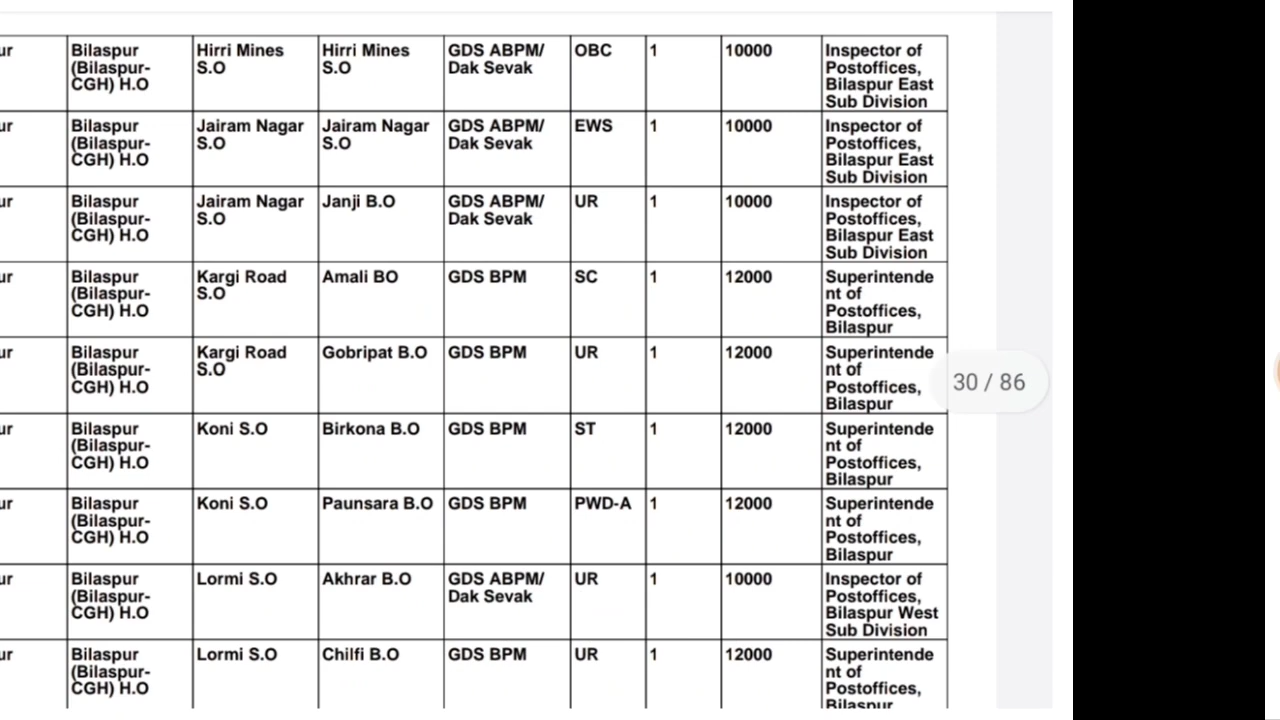 ur Bilaspur Hirri Mines Hirri Mines GDS ABPM/ OBC 1 10000 Inspector of
(Bilaspur- S.O S.O Dak Sevak Postoffices,
CGH) H.O Bilaspur East
Sub Division
ur Bilaspur Jairam Nagar Jairam Nagar GDS ABPM/ EWS 1 10000 Inspector of
(Bilaspur- S.O S.O Dak Sevak Postoffices,
CGH) H.O Bilaspur East
Sub Division
ur Bilaspur Jairam Nagar Janji B.O GDS ABPM/ UR 1 10000 Inspector of
(Bilaspur- S.O Dak Sevak Postoffices,
CGH) H.O Bilaspur East
Sub Division
ur Bilaspur Kargi Road Amali BO GDS BPM SC 1 12000 Superintende
(Bilaspur- S.O nt of
CGH) H.O Postoffices,
Bilaspur
ur Bilaspur Kargi Road Gobripat B.O GDS BPM UR 1 12000 Superintende
(Bilaspur- S.O nt of
CGH) H.O Postoffices,
30 / 86
Bilaspur
ur Bilaspur Koni S.O Birkona B.O GDS BPM ST 1 12000 Superintende
(Bilaspur- nt of
CGH) H.O Postoffices,
Bilaspur
ur Bilaspur Koni S.O Paunsara B.O GDS BPM PWD-A 1 12000 Superintende
(Bilaspur- nt of
CGH) H.O Postoffices,
Bilaspur
ur Bilaspur Lormi S.O Akhrar B.O GDS ABPM/ UR 1 10000 Inspector of
(Bilaspur- Dak Sevak Postoffices,
CGH) H.O Bilaspur West
Sub Division
ur Bilaspur Lormi S.O Chilfi B.O GDS BPM UR 1 12000 Superintende
(Bilaspur- nt of
CGH) H.O Postoffices,
Bilaspur